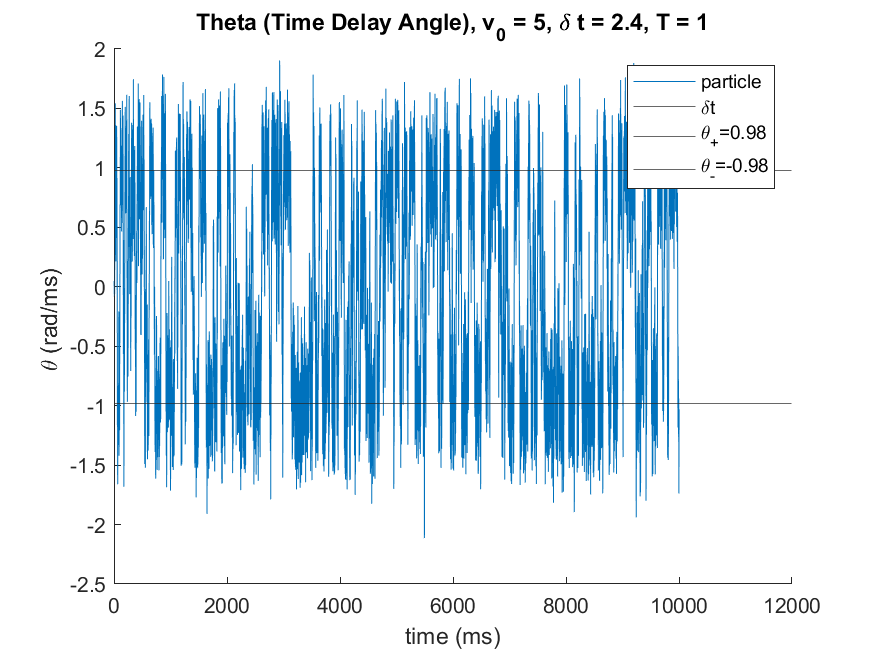 Theta (Time Delay Angle), v₀ = 5, δ t = 2.4, T = 1
2
1.5
1
0.5
0
-0.5
-1
-1.5
-2
-2.5
θ (rad/ms)
particle
δt
θ₊=0.98
θ₋=-0.98
0 2000 4000 6000 8000 10000 12000
time (ms)